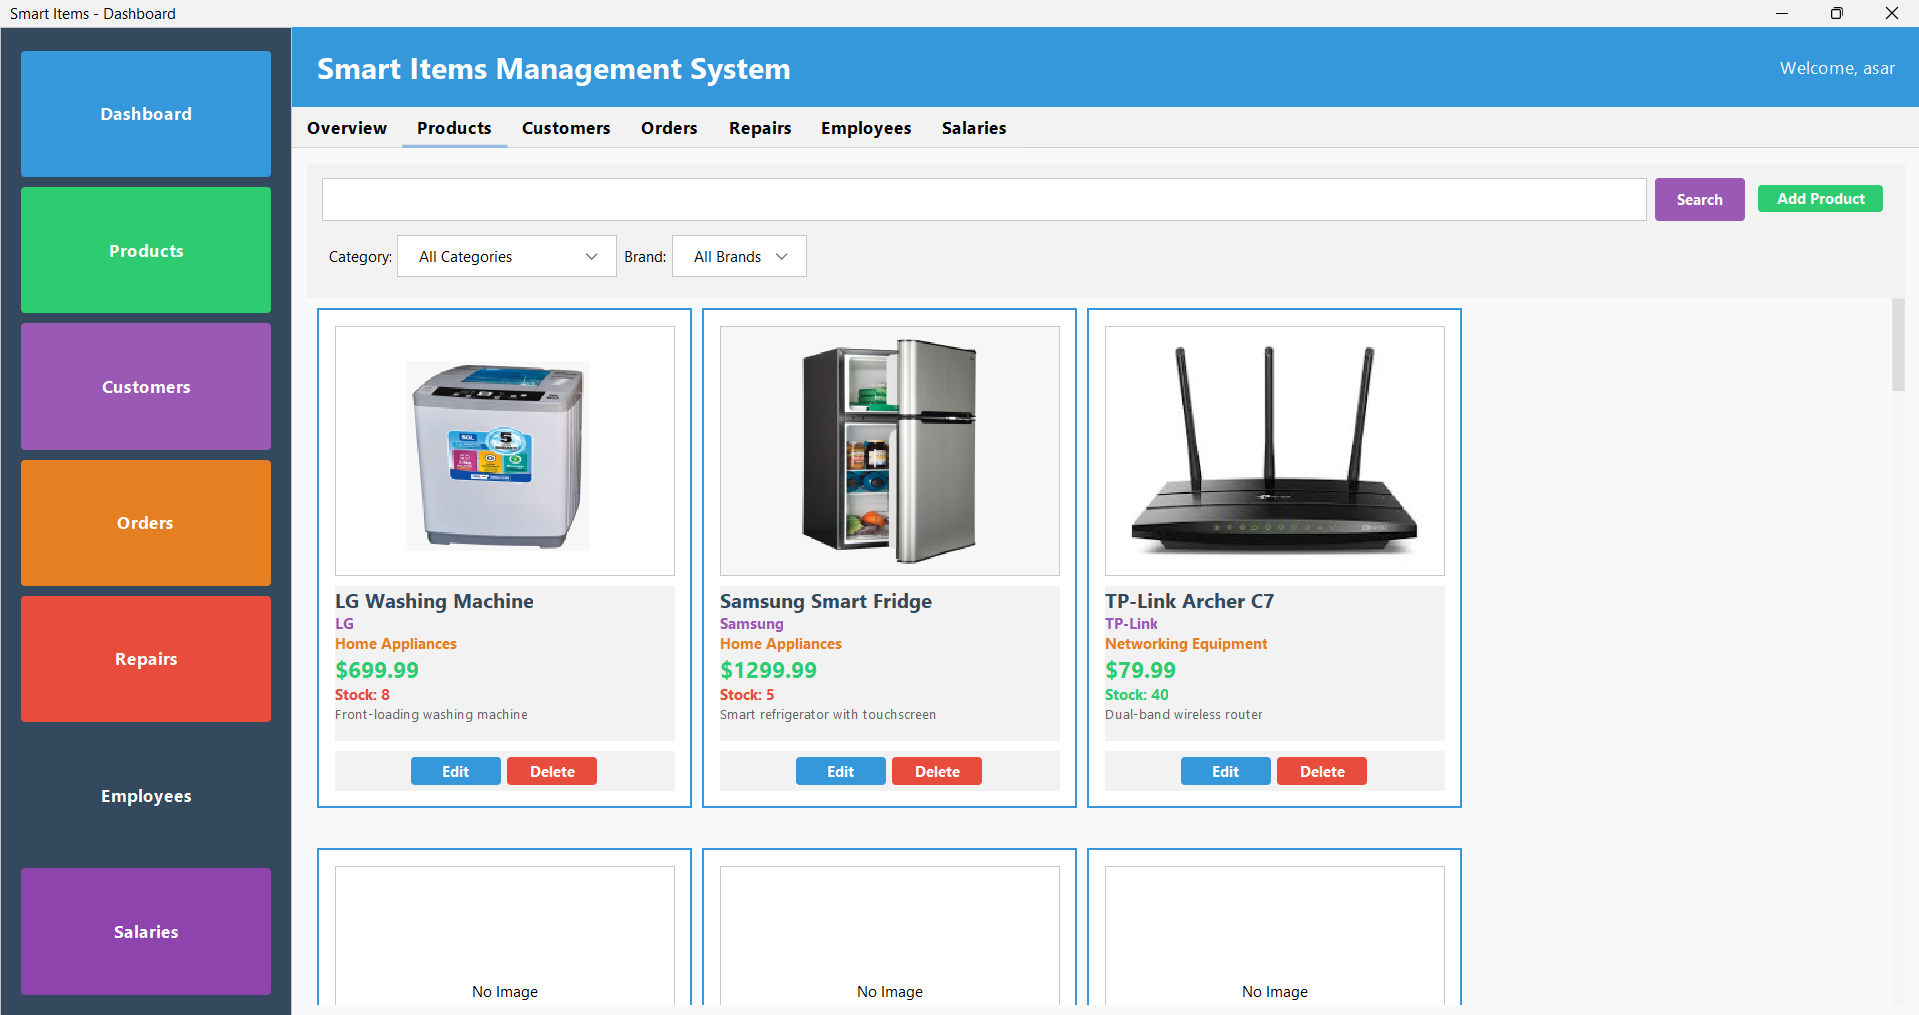 Smart Items - Dashboard
Dashboard
Products
Customers
Orders
Repairs
Employees
Salaries
Smart Items Management System
Welcome, asar
Overview Products Customers Orders Repairs Employees Salaries
Search Add Product
Category: All Categories Brand: All Brands
SGL
5
LG Washing Machine
LG
Home Appliances
$699.99
Stock: 8
Front-loading washing machine
Edit Delete
Samsung Smart Fridge
Samsung
Home Appliances
$1299.99
Stock: 5
Smart refrigerator with touchscreen
Edit Delete
TP-Link Archer C7
TP-Link
Networking Equipment
$79.99
Stock: 40
Dual-band wireless router
Edit Delete
No Image
No Image
No Image